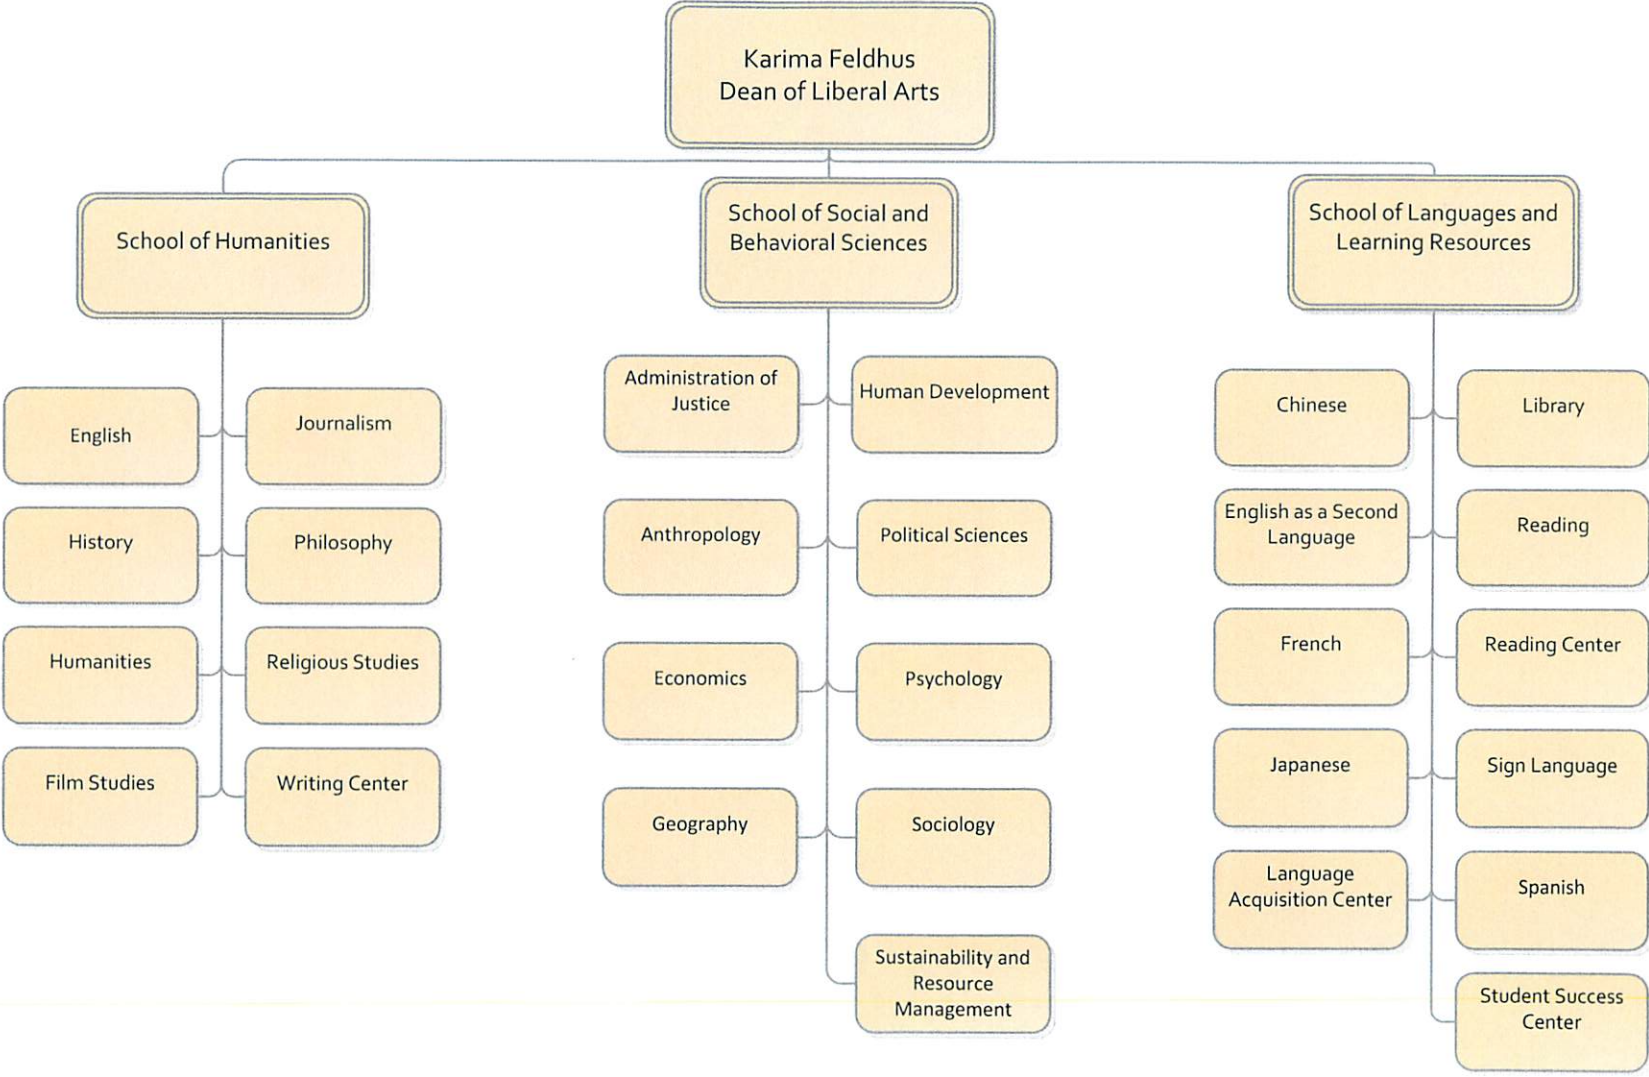 Karima Feldhus
Dean of Liberal Arts
School of Humanities
School of Social and
Behavioral Sciences
School of Languages and
Learning Resources
English
Journalism
History
Philosophy
Humanities
Religious Studies
Film Studies
Writing Center
Administration of
Justice
Human Development
Anthropology
Political Sciences
Economics
Psychology
Geography
Sociology
Sustainability and
Resource
Management
Chinese
Library
English as a Second
Language
Reading
French
Reading Center
Japanese
Sign Language
Language
Acquisition Center
Spanish
Student Success
Center